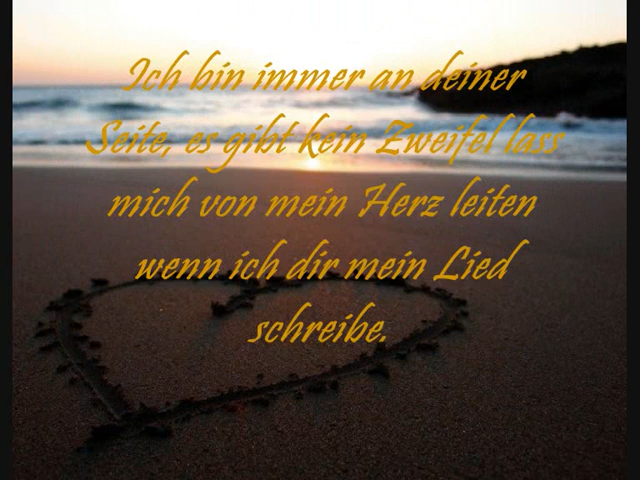 Ich bin immer an deiner
Seite, es gibt kein Zweifel lass
mich von mein Herz leiten
wenn ich dir mein Lied
schreibe.